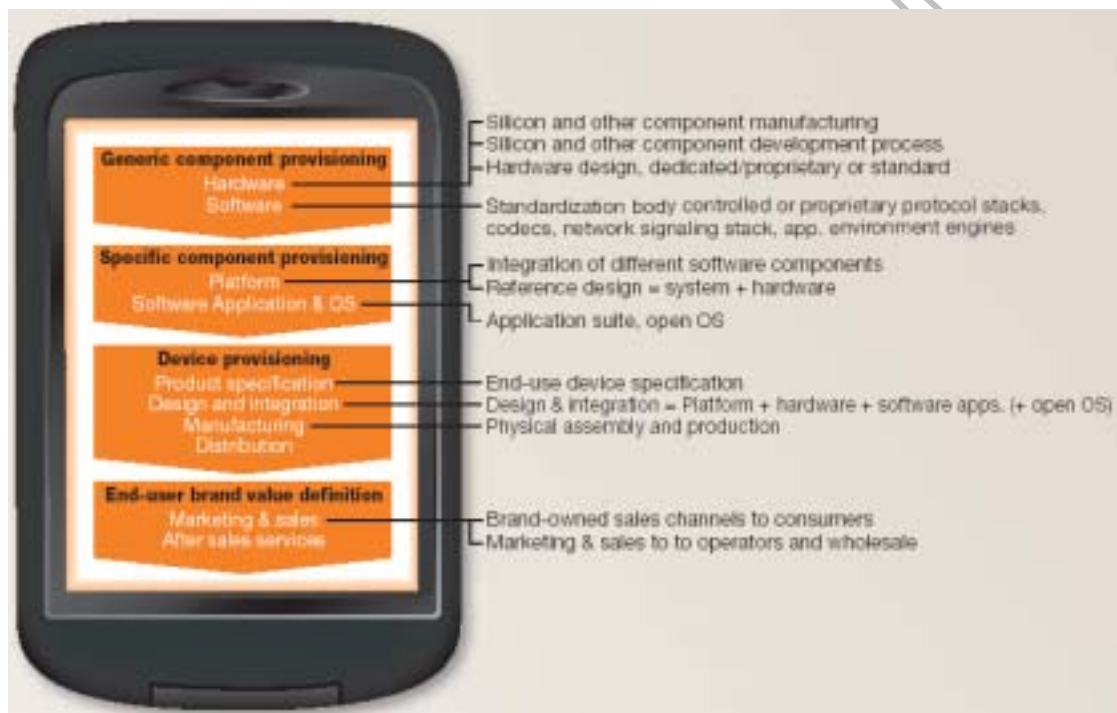 Generic component provisioning
Hardware
Software
Specific component provisioning
Platform
Software Application & OS
Device provisioning
Product specification
Design and integration
Manufacturing
Distribution
End-user brand value definition
Marketing & sales
After sales services
Silicon and other component manufacturing
Silicon and other component development process
Hardware design, dedicated/proprietary or standard
Standardization body controlled or proprietary protocol stacks,
codecs, network signaling stack, app. environment engines
Integration of different software components
Reference design = system + hardware
Application suite, open OS
End-use device specification
Design & integration = Platform + hardware + software apps. (+ open OS)
Physical assembly and production
Brand-owned sales channels to consumers
Marketing & sales to to operators and wholesale